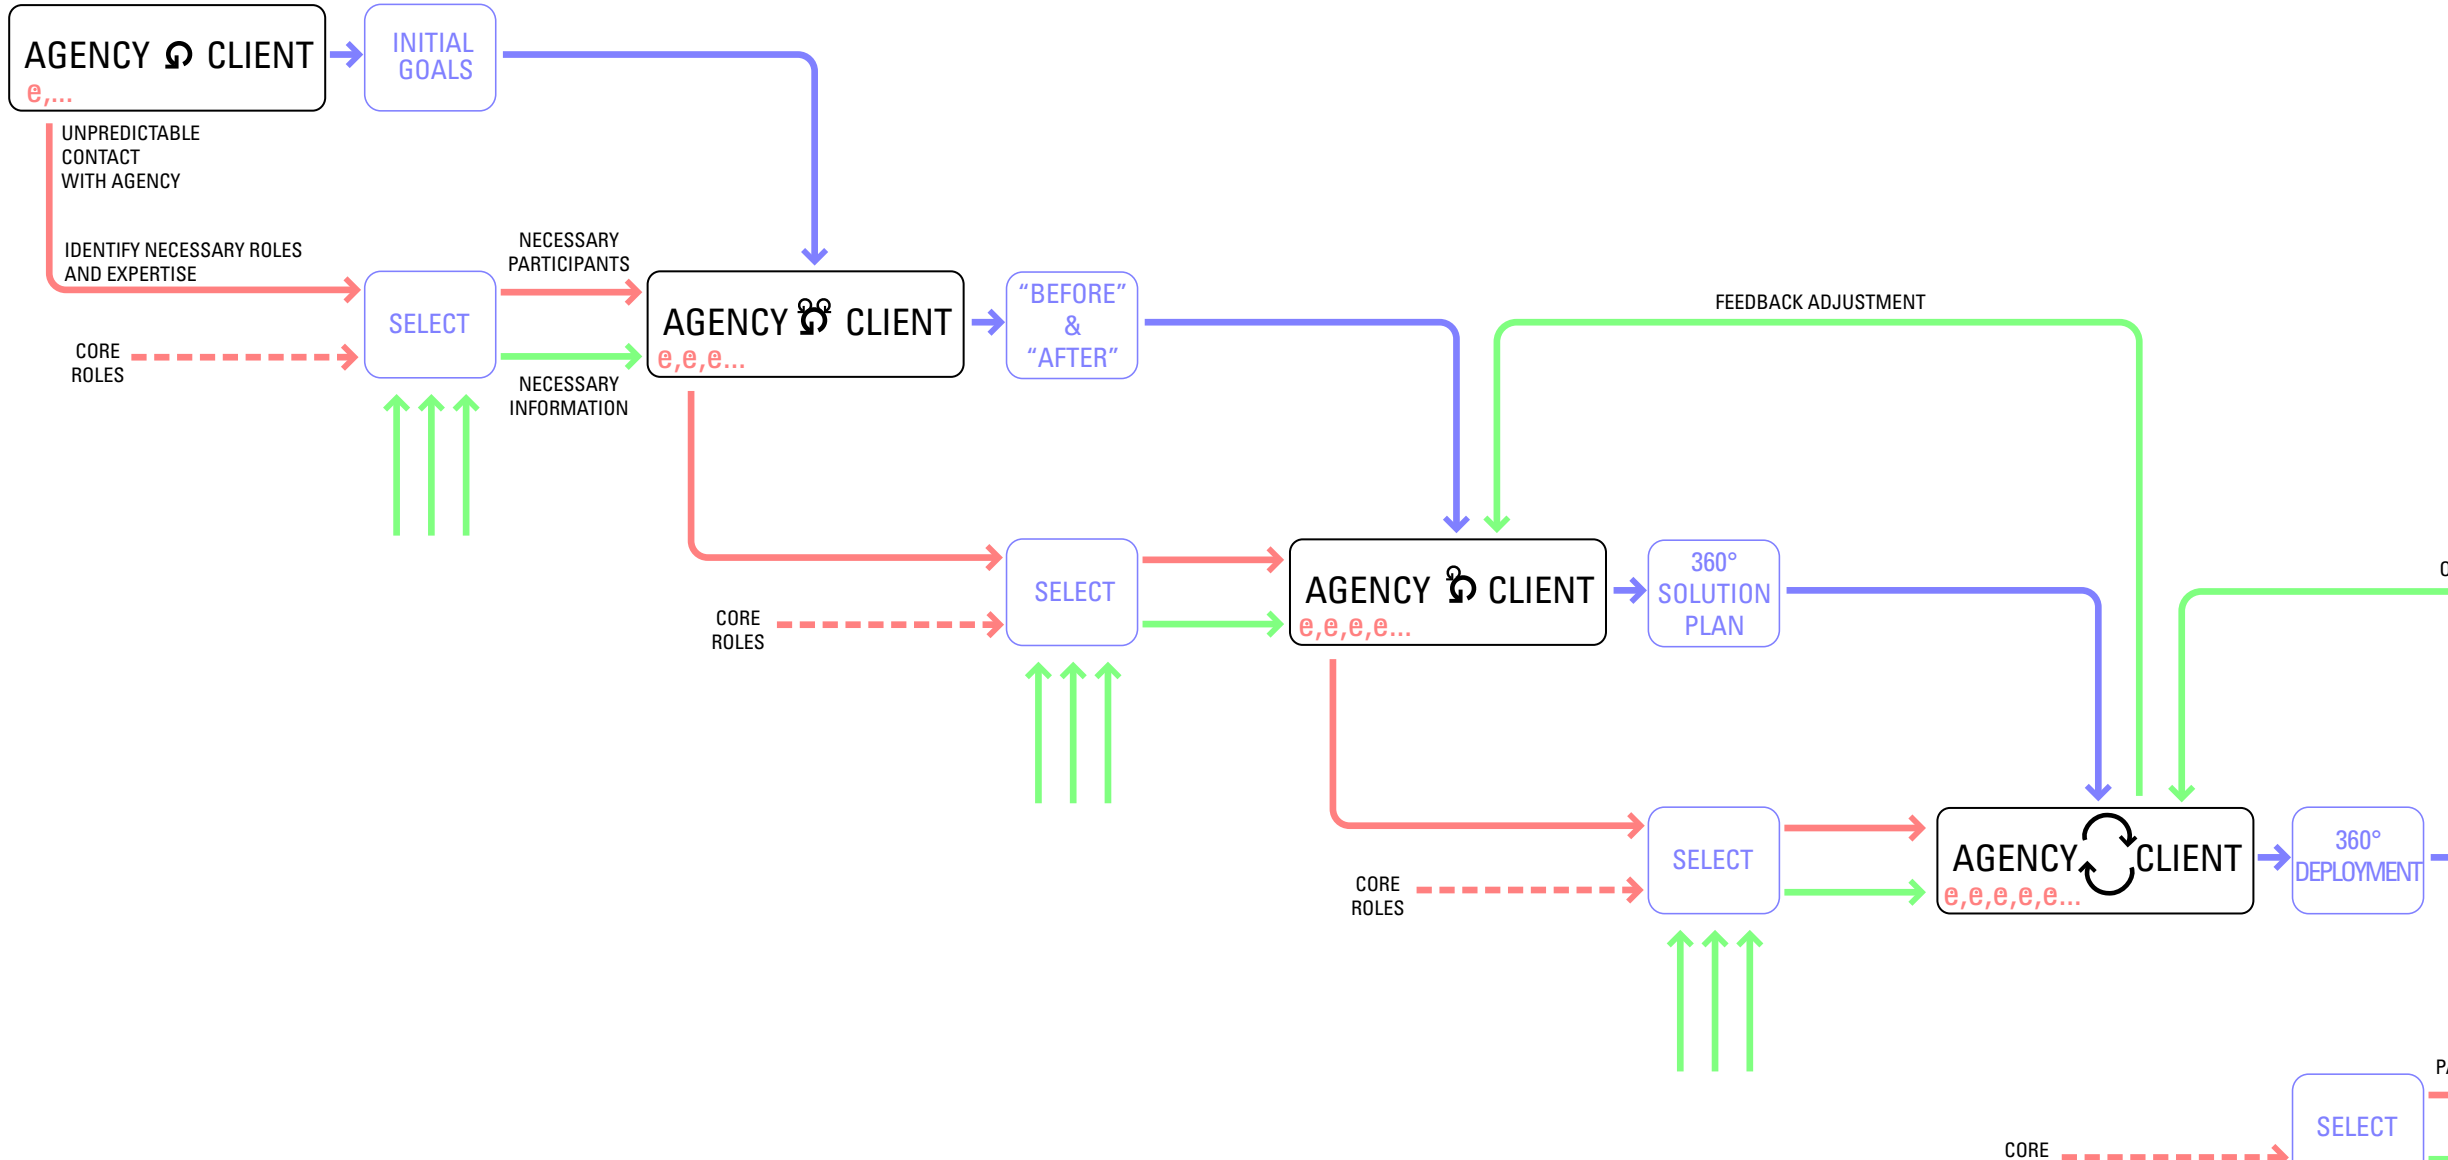 AGENCY CLIENT
e,...
INITIAL
GOALS
UNPREDICTABLE
CONTACT
WITH AGENCY
IDENTIFY NECESSARY ROLES
AND EXPERTISE
CORE
ROLES
SELECT
NECESSARY
PARTICIPANTS
NECESSARY
INFORMATION
AGENCY CLIENT
e,e,e...
“BEFORE”
&
“AFTER”
FEEDBACK ADJUSTMENT
CORE
ROLES
SELECT
AGENCY CLIENT
e,e,e,e...
360°
SOLUTION
PLAN
CORE
ROLES
SELECT
AGENCY CLIENT
e,e,e,e,e...
360°
DEPLOYMENT
CORE
SELECT